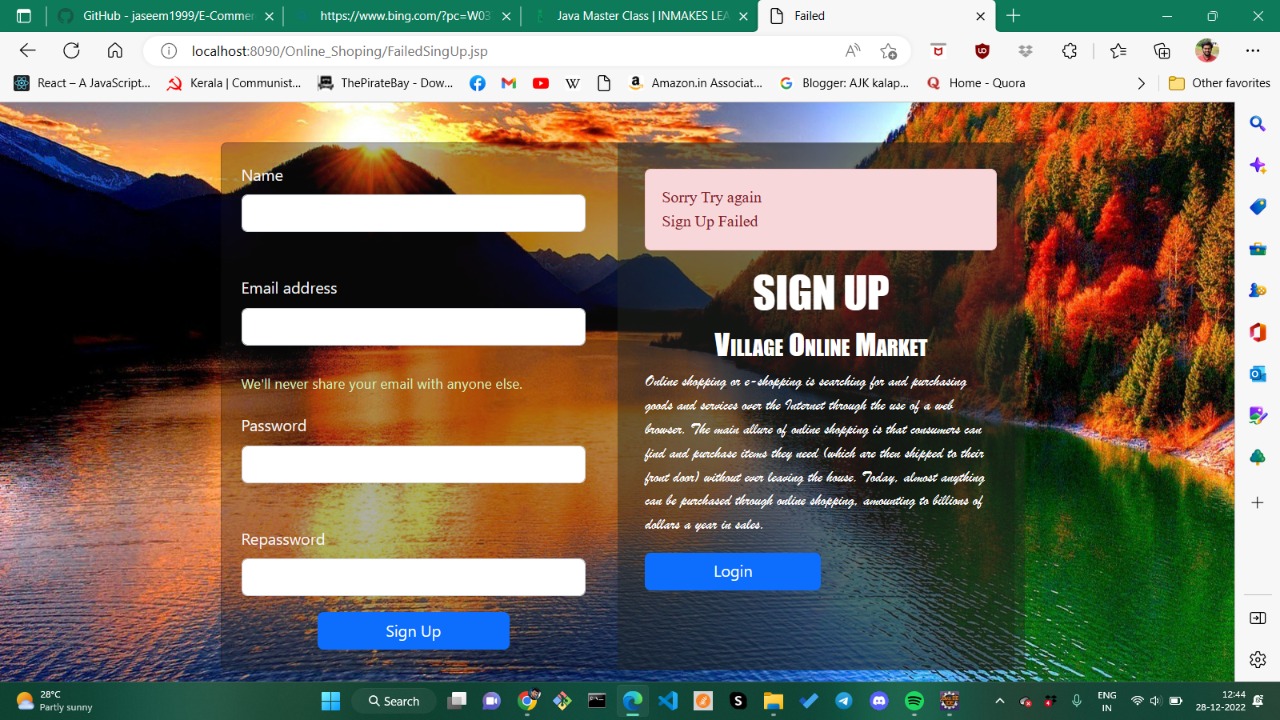 GitHub - jaseem1999/E-Commer
https://www.bing.com/?pc=W03
Java Master Class | INMAKES LEA
Failed
localhost:8090/Online_Shoping/FailedSingUp.jsp
React – A JavaScript...
Kerala | Communist...
ThePirateBay - Dow...
Amazon.in Associat...
Blogger: AJK kalap...
Home - Quora
Other favorites
Name
Email address
We'll never share your email with anyone else.
Password
Repassword
Sign Up
Sorry Try again
Sign Up Failed
SIGN UP
Village Online Market
Online shopping or e-shopping is searching for and purchasing
goods and services over the Internet through the use of a web
browser. The main allure of online shopping is that consumers can
find and purchase items they need (which are then shipped to their
front door) without ever leaving the house. Today, almost anything
can be purchased through online shopping, amounting to billions of
dollars a year in sales.
Login
28°C
Partly sunny
Search
ENG
IN
12:44
28-12-2022